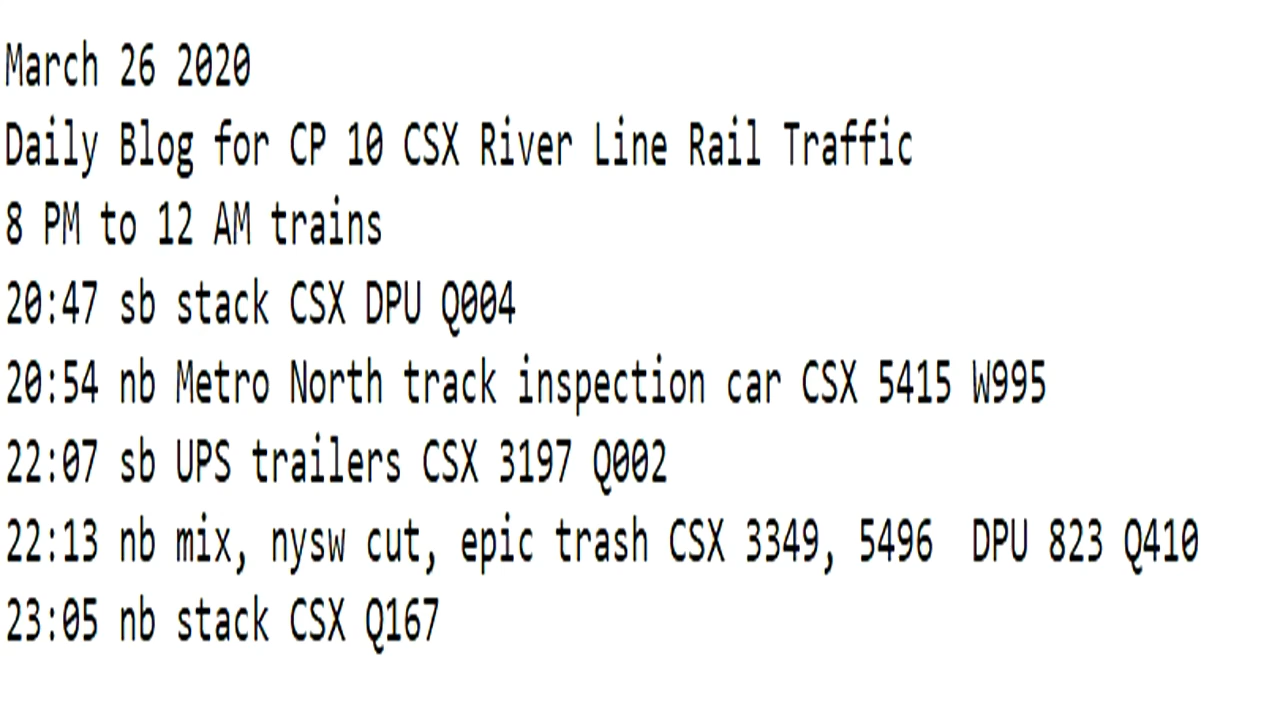 March 26 2020
Daily Blog for CP 10 CSX River Line Rail Traffic
8 PM to 12 AM trains
20:47 sb stack CSX DPU Q004
20:54 nb Metro North track inspection car CSX 5415 W995
22:07 sb UPS trailers CSX 3197 Q002
22:13 nb mix, nysw cut, epic trash CSX 3349, 5496  DPU 823 Q410
23:05 nb stack CSX Q167